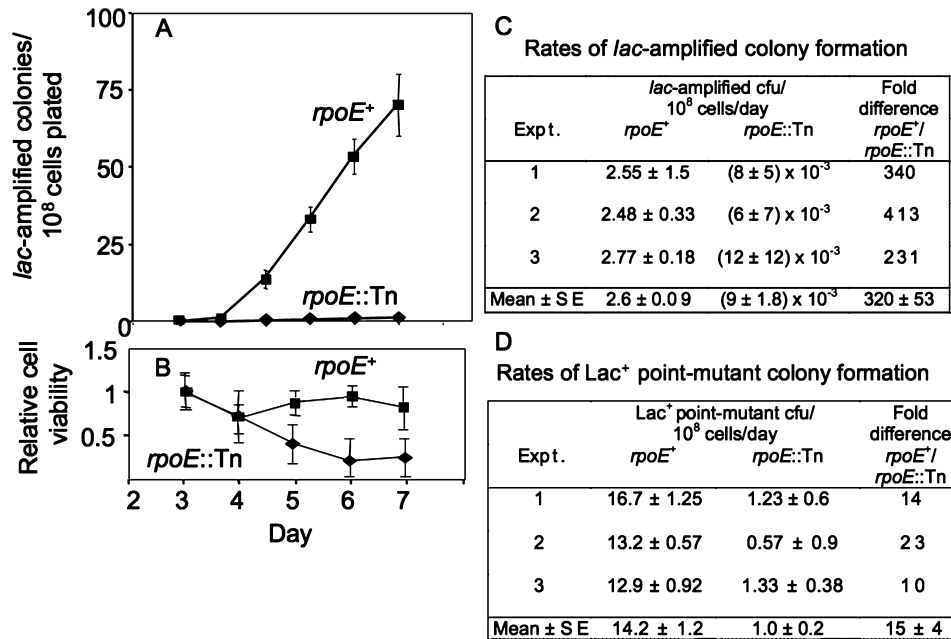 A
lac-amplified colonies/
10⁸ cells plated
100
75
50
25
0
rpoE⁺
rpoE::Tn
B
Relative cell
viability
1.5
1
0.5
rpoE⁺
rpoE::Tn
2 3 4 5 6 7
Day
C
Rates of lac-amplified colony formation
lac-amplified cfu/ Fold
10⁸ cells/day difference
Expt. rpoE⁺ rpoE::Tn rpoE⁺/
rpoE::Tn
1 2.55 ± 1.5 (8 ± 5) x 10⁻³ 340
2 2.48 ± 0.33 (6 ± 7) x 10⁻³ 413
3 2.77 ± 0.18 (12 ± 12) x 10⁻³ 231
Mean ± SE 2.6 ± 0.09 (9 ± 1.8) x 10⁻³ 320 ± 53
D
Rates of Lac⁺ point-mutant colony formation
Lac⁺ point-mutant cfu/ Fold
10⁸ cells/day difference
Expt. rpoE⁺ rpoE::Tn rpoE⁺/
rpoE::Tn
1 16.7 ± 1.25 1.23 ± 0.6 14
2 13.2 ± 0.57 0.57 ± 0.9 23
3 12.9 ± 0.92 1.33 ± 0.38 10
Mean ± SE 14.2 ± 1.2 1.0 ± 0.2 15 ± 4